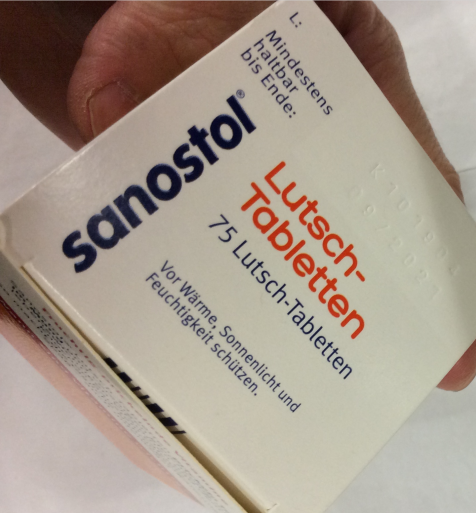 L:
Mindestens
haltbar
bis Ende:
sanostol®
Lutsch-
Tabletten
75 Lutsch-Tabletten
Vor Wärme, Sonnenlicht und
Feuchtigkeit schützen.